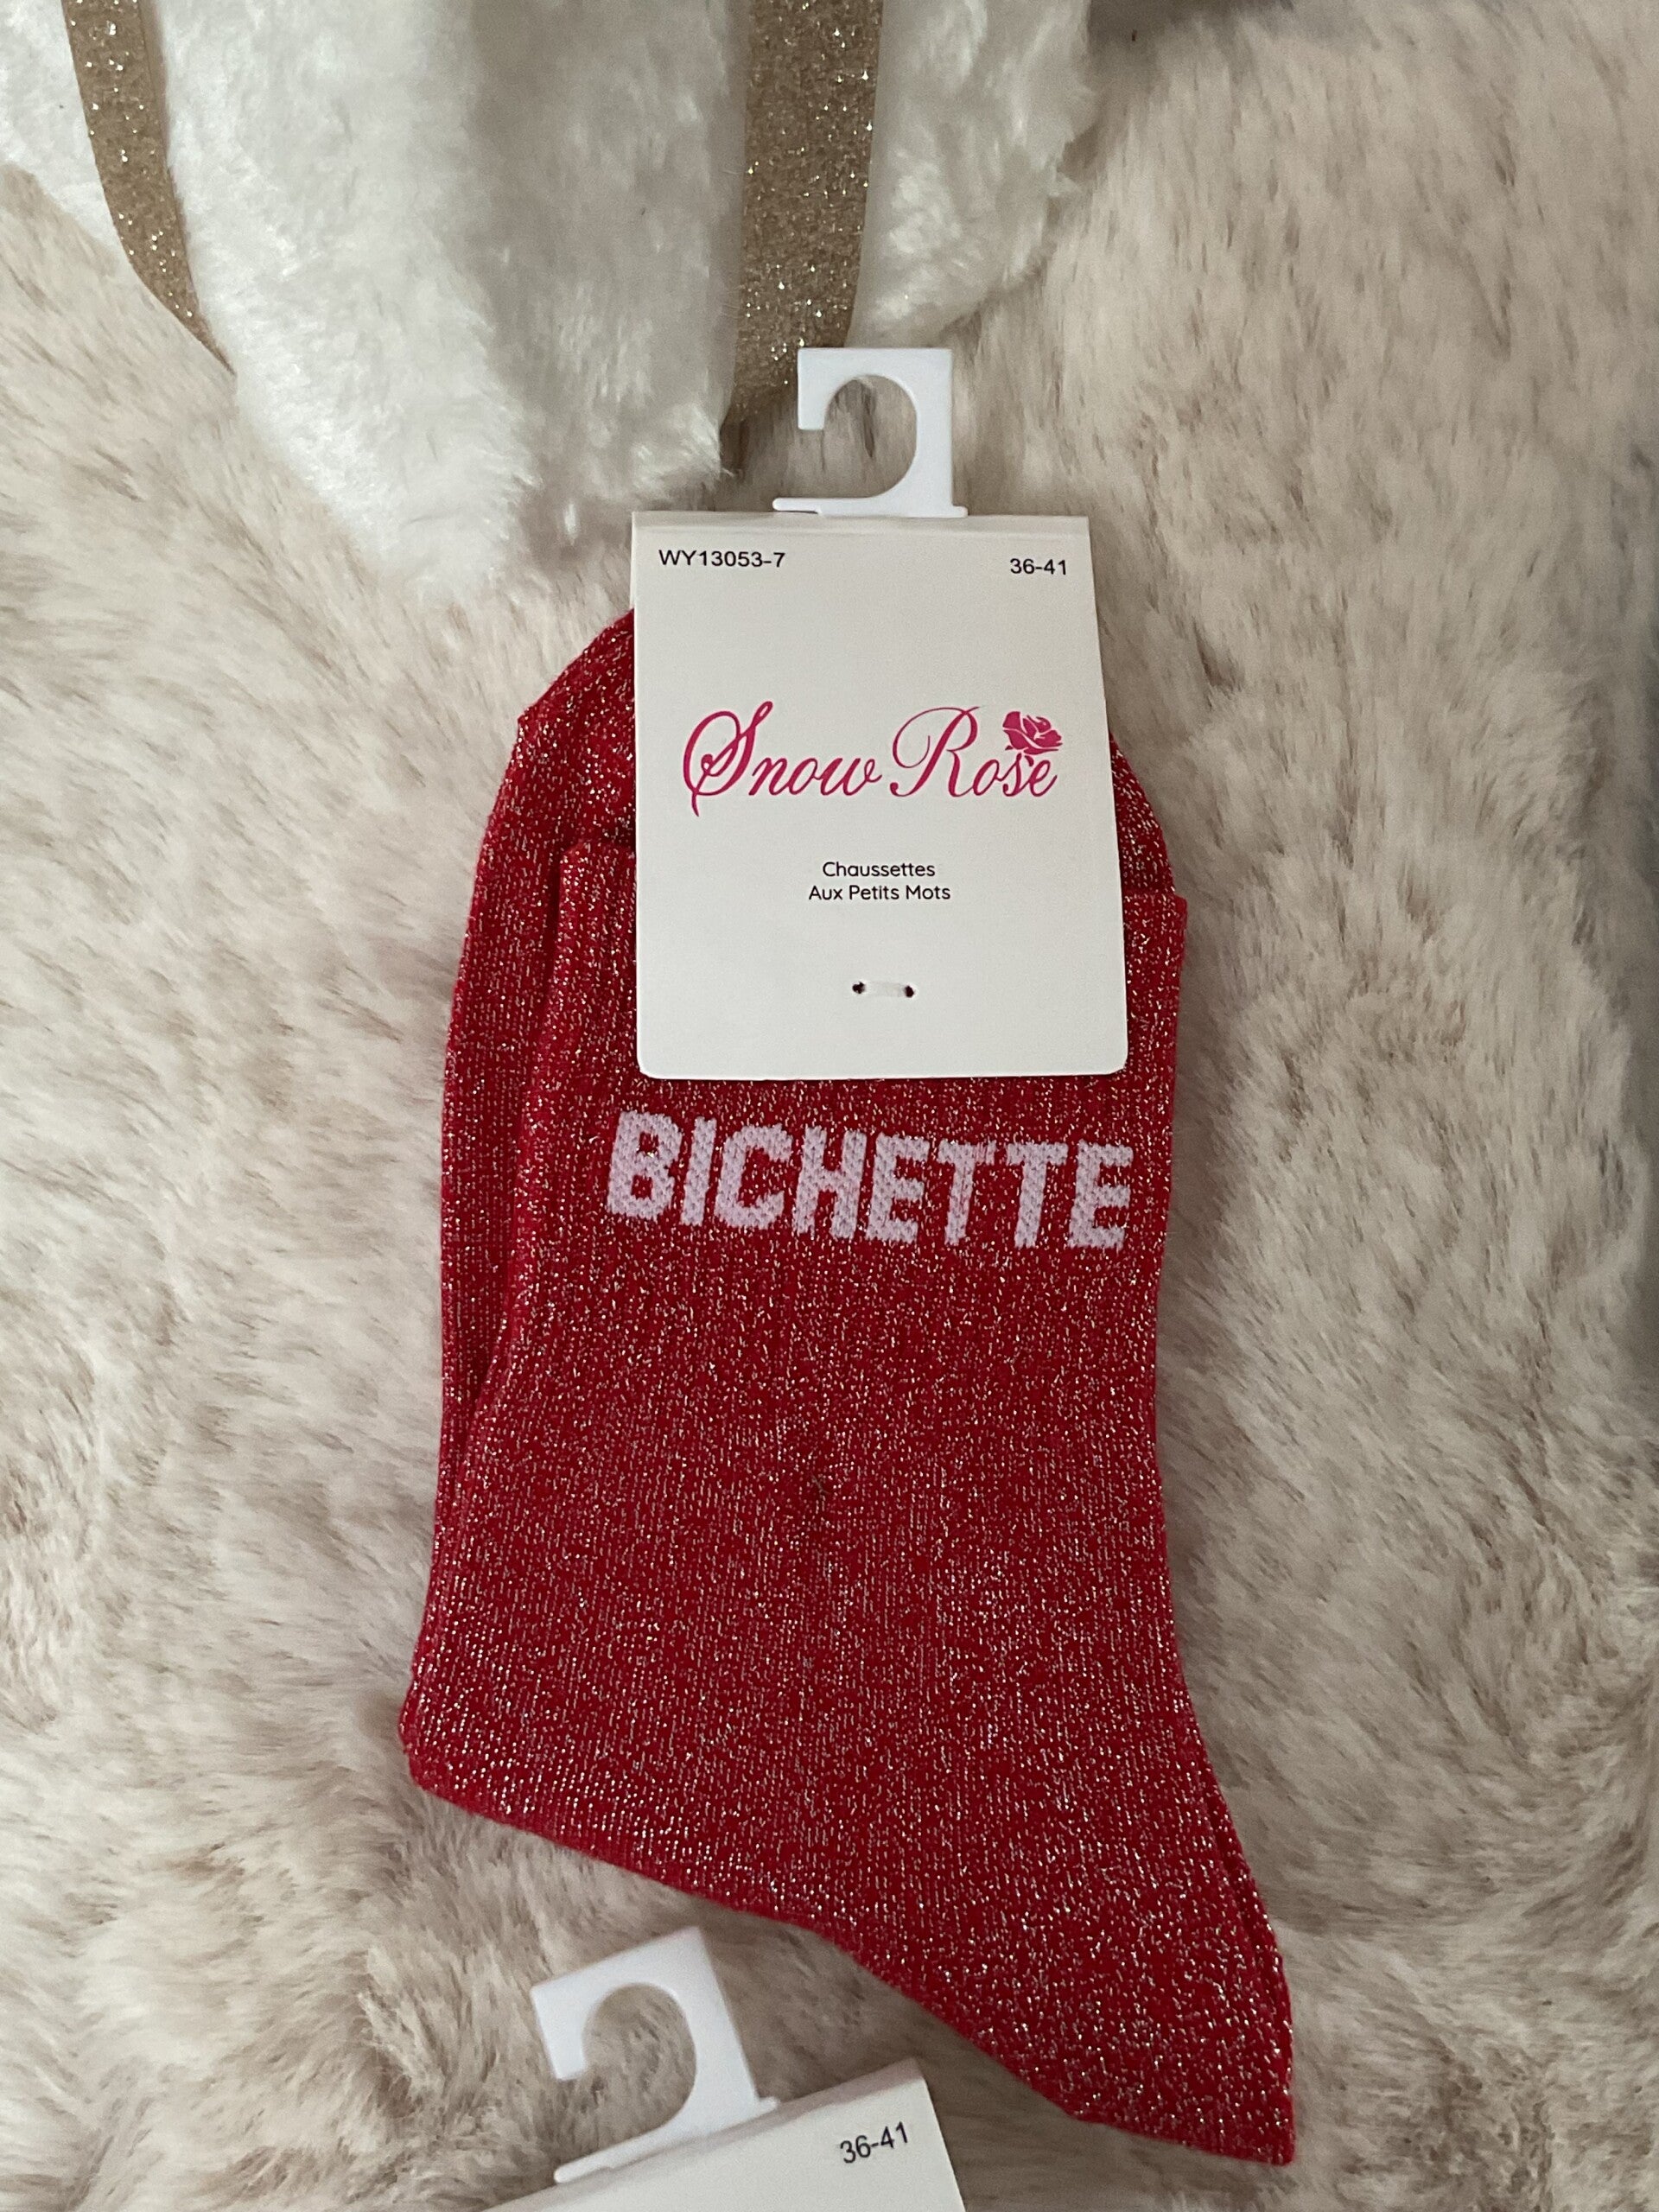 WY13053-7 36-41
Snow Rose
Chaussettes
Aux Petits Mots
BICHETTE
36-41